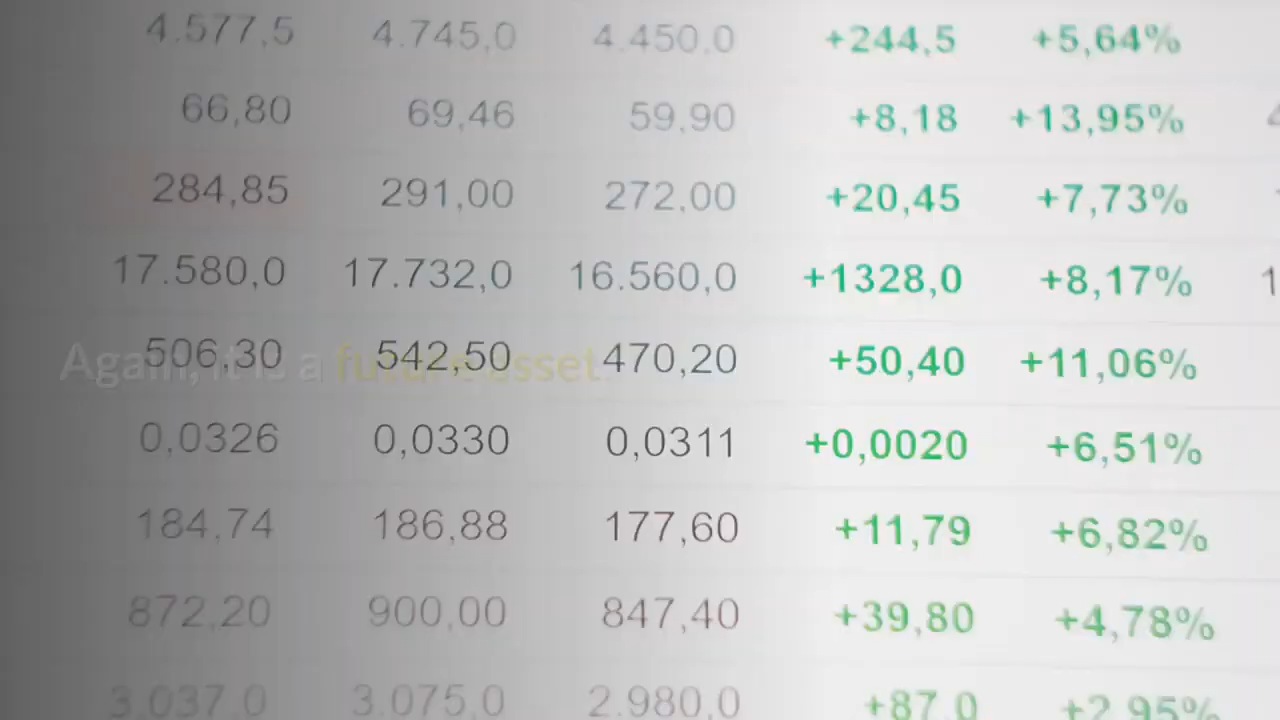 4.577,5 4.745,0 4.450,0 +244,5 +5,64%
66,80 69,46 59,90 +8,18 +13,95%
284,85 291,00 272,00 +20,45 +7,73%
17.580,0 17.732,0 16.560,0 +1328,0 +8,17%
506,30 542,50 470,20 +50,40 +11,06%
Again, it is a future asset.
0,0326 0,0330 0,0311 +0,0020 +6,51%
184,74 186,88 177,60 +11,79 +6,82%
872,20 900,00 847,40 +39,80 +4,78%
3.037,0 3.075,0 2.980,0 +87,0 +2,95%